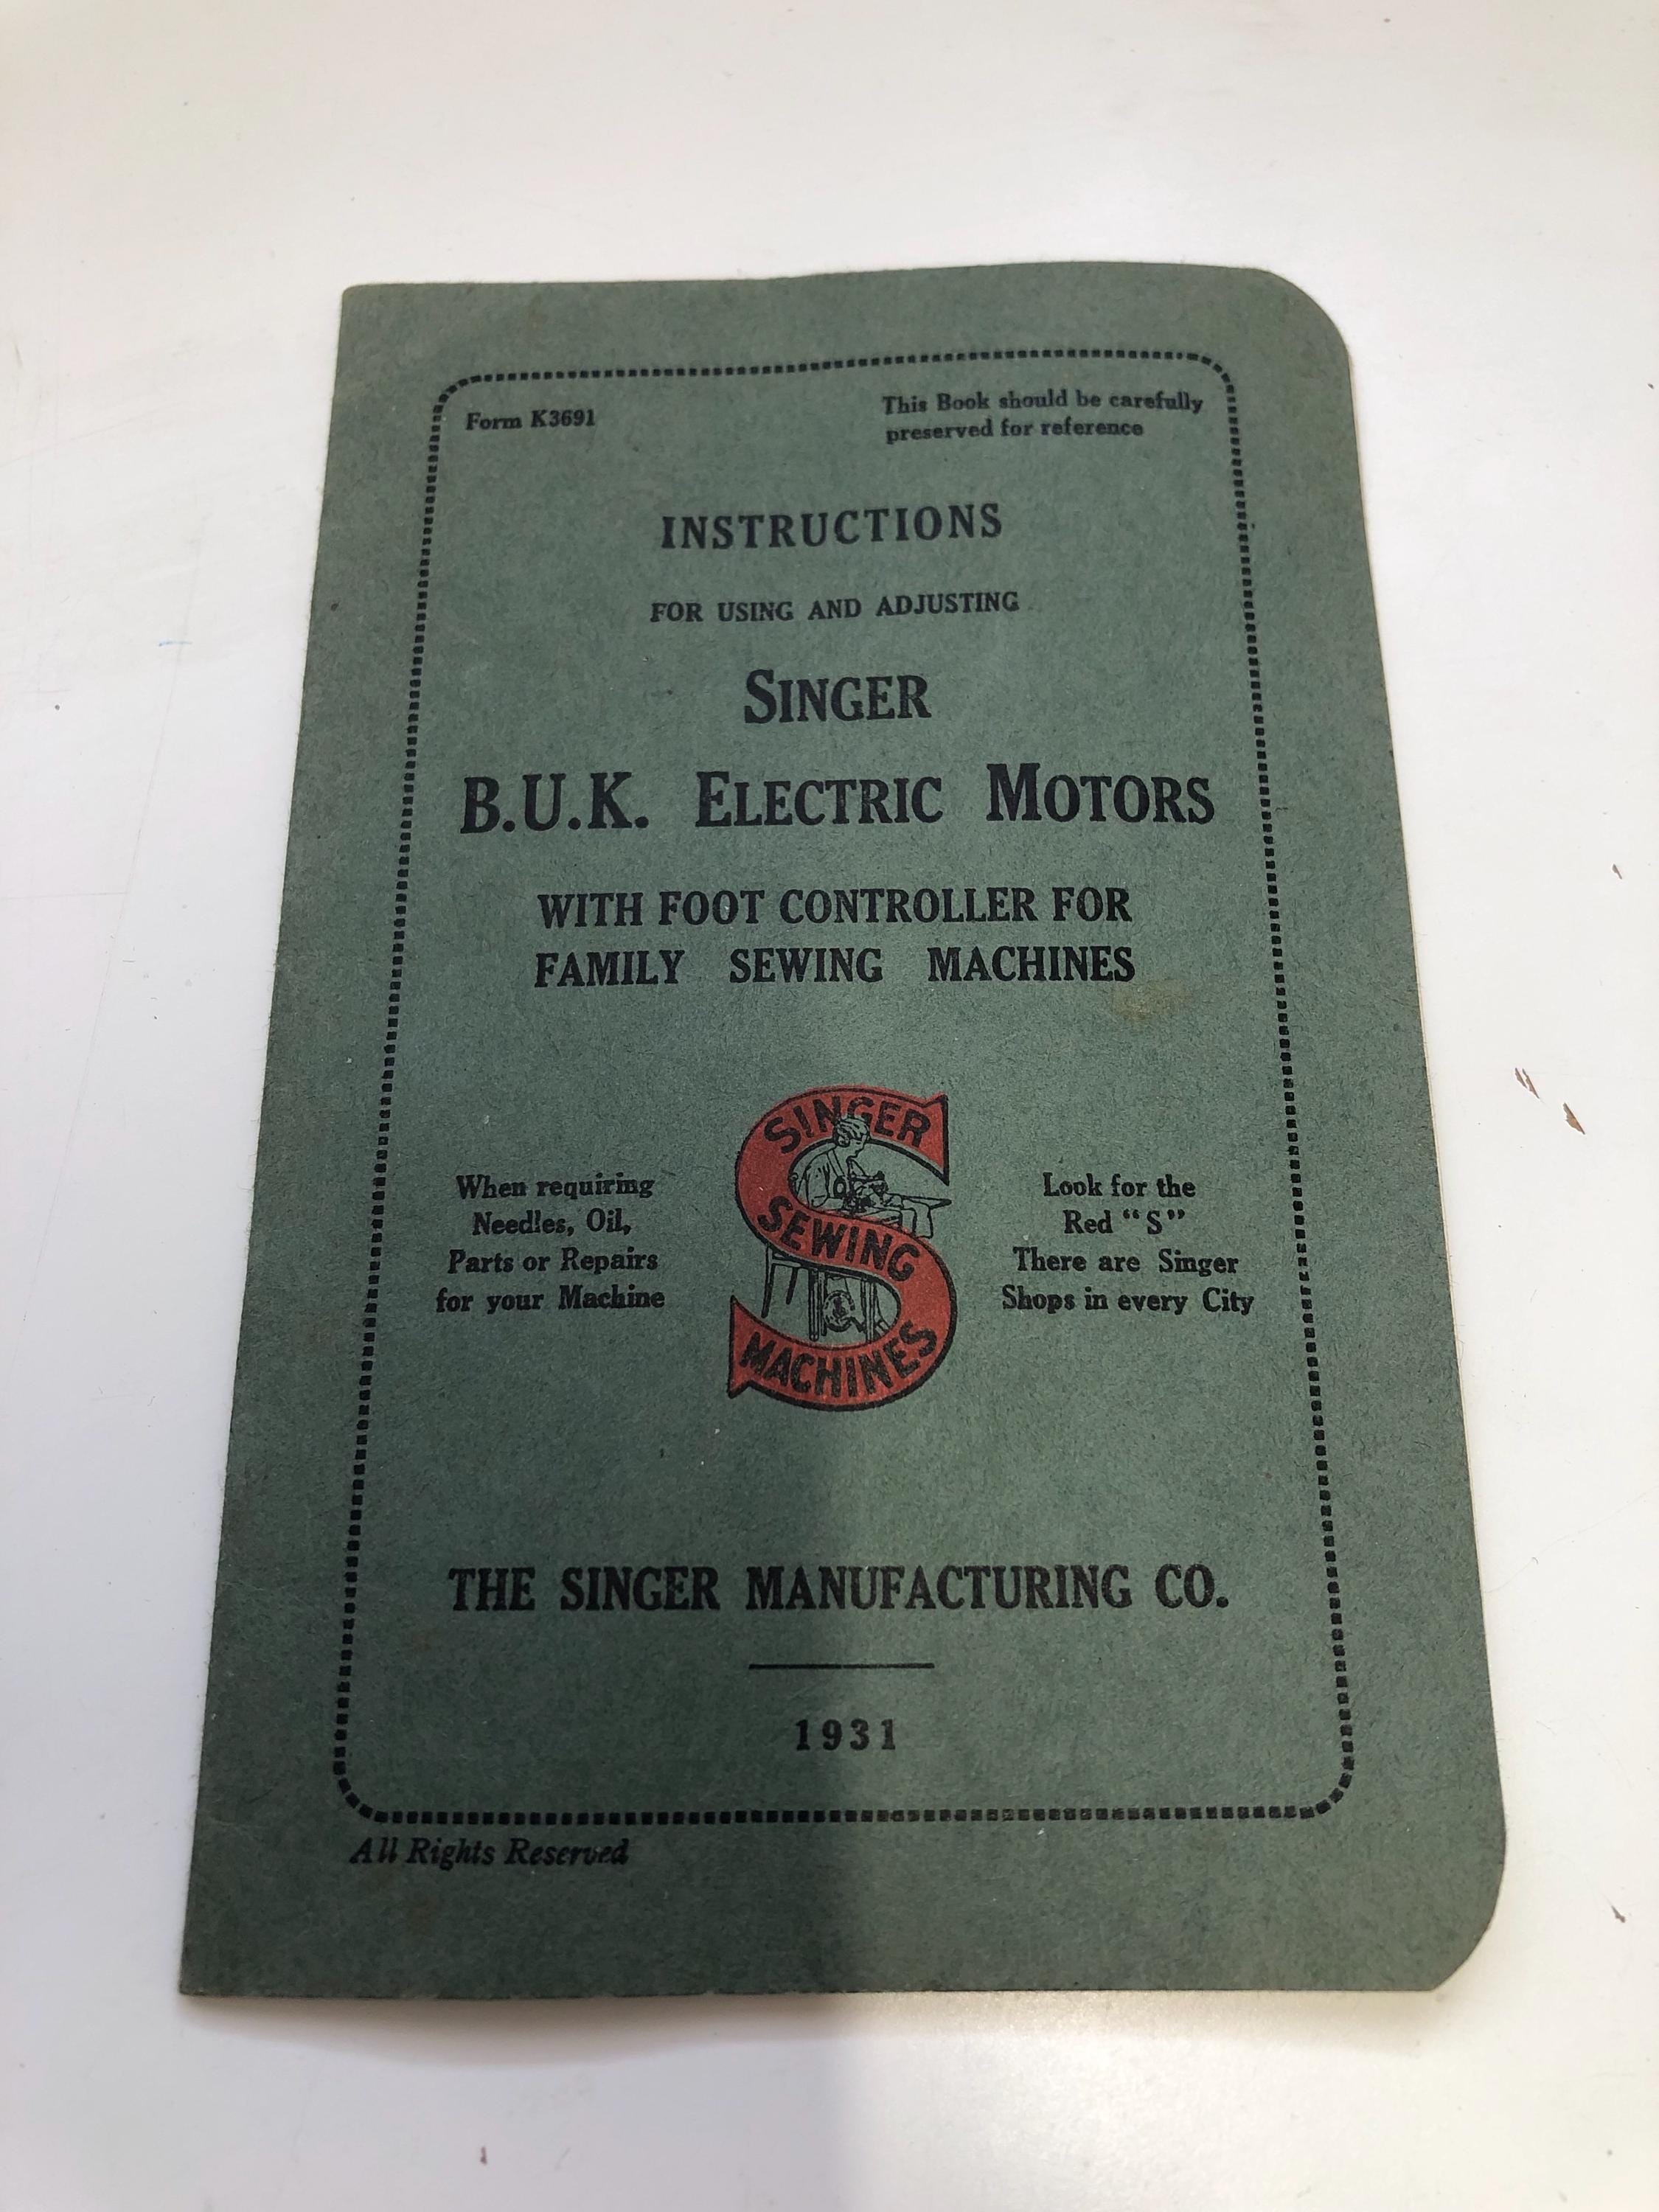 Form K3691
This Book should be carefully
preserved for reference
INSTRUCTIONS
FOR USING AND ADJUSTING
SINGER
B.U.K. ELECTRIC MOTORS
WITH FOOT CONTROLLER FOR
FAMILY SEWING MACHINES
When requiring
Needles, Oil,
Parts or Repairs
for your Machine
SINGER
SEWING
MACHINES
Look for the
Red "S"
There are Singer
Shops in every City
THE SINGER MANUFACTURING CO.
1931
All Rights Reserved